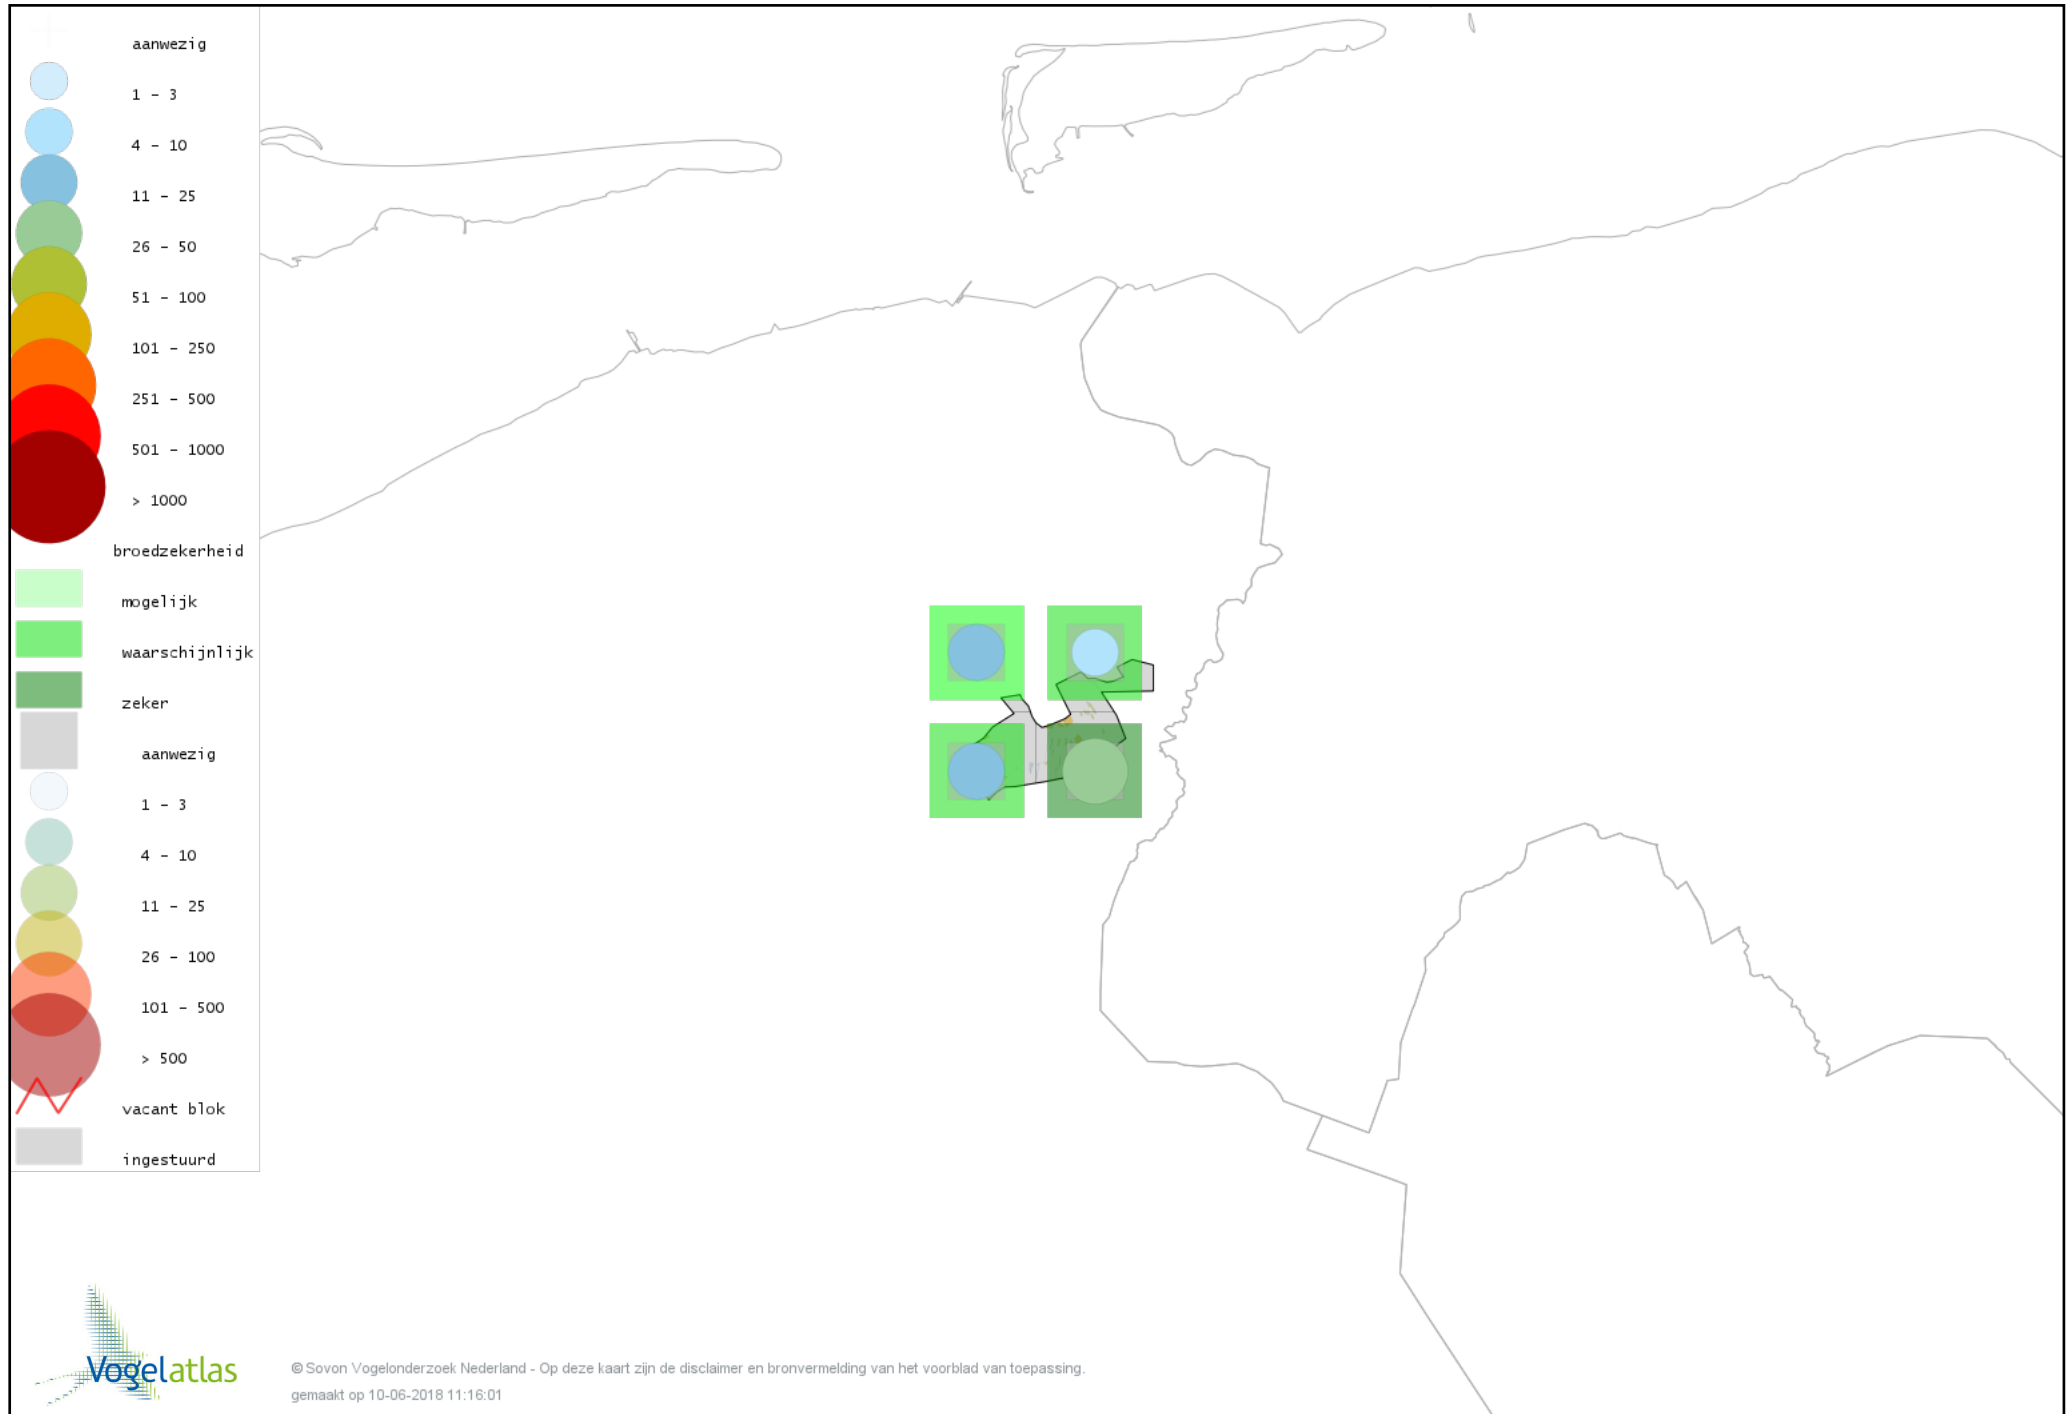 aanwezig
1 – 3
4 – 10
11 – 25
26 – 50
51 – 100
101 – 250
251 – 500
501 – 1000
> 1000
broedzekerheid
mogelijk
waarschijnlijk
zeker
aanwezig
1 – 3
4 – 10
11 – 25
26 – 100
101 – 500
> 500
vacant blok
ingestuurd
Vogelatlas
© Sovon Vogelonderzoek Nederland - Op deze kaart zijn de disclaimer en bronvermelding van het voorblad van toepassing.
gemaakt op 10-06-2018 11:16:01